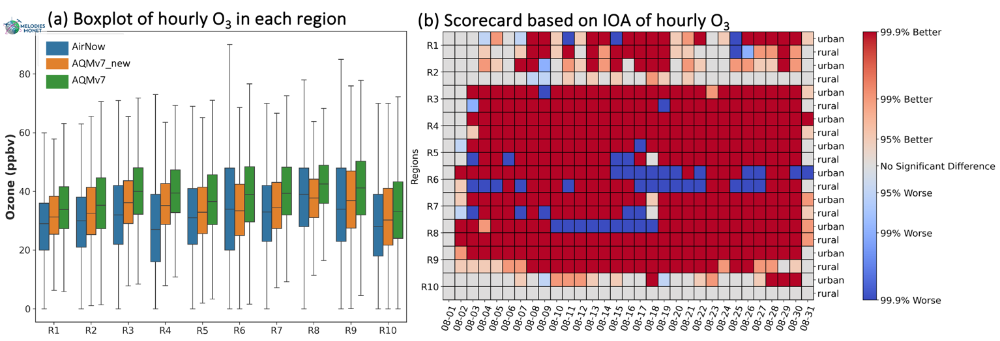 (a) Boxplot of hourly O3 in each region
MELODIES
MONET
AirNow
AQMv7_new
AQMv7
Ozone (ppbv)
80
60
40
20
0
R1 R2 R3 R4 R5 R6 R7 R8 R9 R10
(b) Scorecard based on IOA of hourly O3
Regions
R1
R2
R3
R4
R5
R6
R7
R8
R9
R10
urban
rural
urban
rural
urban
rural
urban
rural
urban
rural
urban
rural
urban
rural
urban
rural
urban
rural
urban
rural
08-01 08-02 08-03 08-04 08-05 08-06 08-07 08-08 08-09 08-10 08-11 08-12 08-13 08-14 08-15 08-16 08-17 08-18 08-19 08-20 08-21 08-22 08-23 08-24 08-25 08-26 08-27 08-28 08-29 08-30 08-31
99.9% Better
99% Better
95% Better
No Significant Difference
95% Worse
99% Worse
99.9% Worse